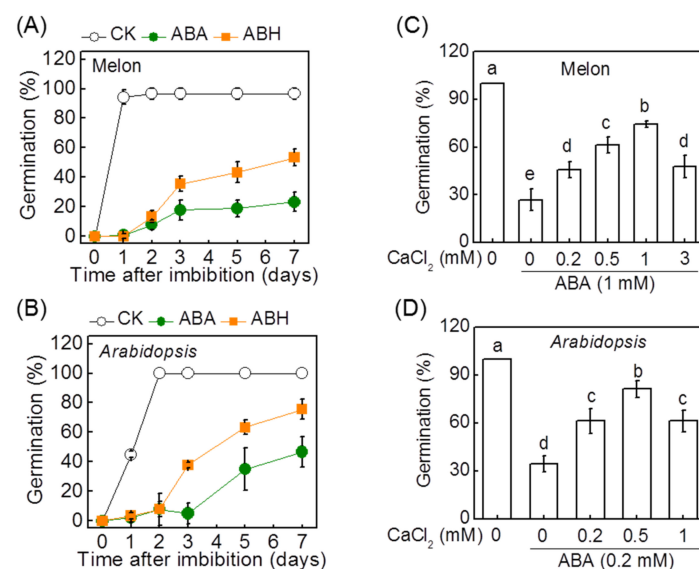 (A)
CK ABA ABH
Melon
Germination (%)
120
100
80
60
40
20
0
0 1 2 3 4 5 6 7
Time after imbibition (days)
(B)
CK ABA ABH
Arabidopsis
Germination (%)
120
100
80
60
40
20
0
0 1 2 3 4 5 6 7
Time after imbibition (days)
(C)
Melon
Germination (%)
120
90
60
30
0
a e d c b d
CaCl₂ (mM) 0 0 0.2 0.5 1 3
ABA (1 mM)
(D)
Arabidopsis
Germination (%)
120
90
60
30
0
a d c b c
CaCl₂ (mM) 0 0 0.2 0.5 1
ABA (0.2 mM)